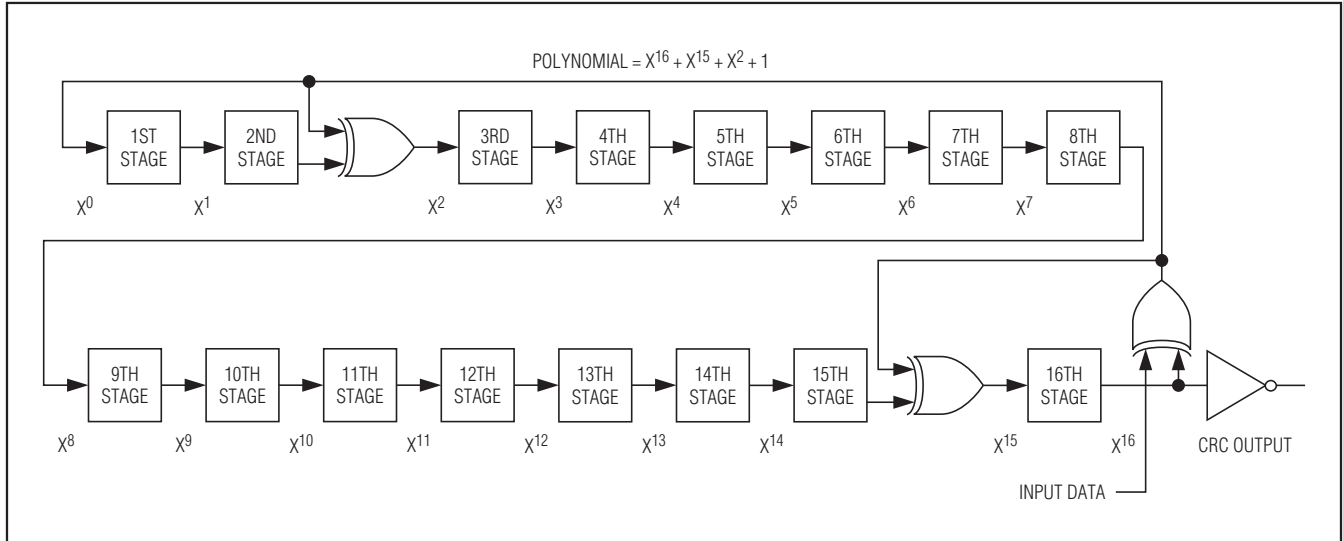 POLYNOMIAL = X¹⁶ + X¹⁵ + X² + 1
1ST STAGE
2ND STAGE
3RD STAGE
4TH STAGE
5TH STAGE
6TH STAGE
7TH STAGE
8TH STAGE
X⁰
X¹
X²
X³
X⁴
X⁵
X⁶
X⁷
9TH STAGE
10TH STAGE
11TH STAGE
12TH STAGE
13TH STAGE
14TH STAGE
15TH STAGE
16TH STAGE
X⁸
X⁹
X¹⁰
X¹¹
X¹²
X¹³
X¹⁴
X¹⁵
X¹⁶
CRC OUTPUT
INPUT DATA